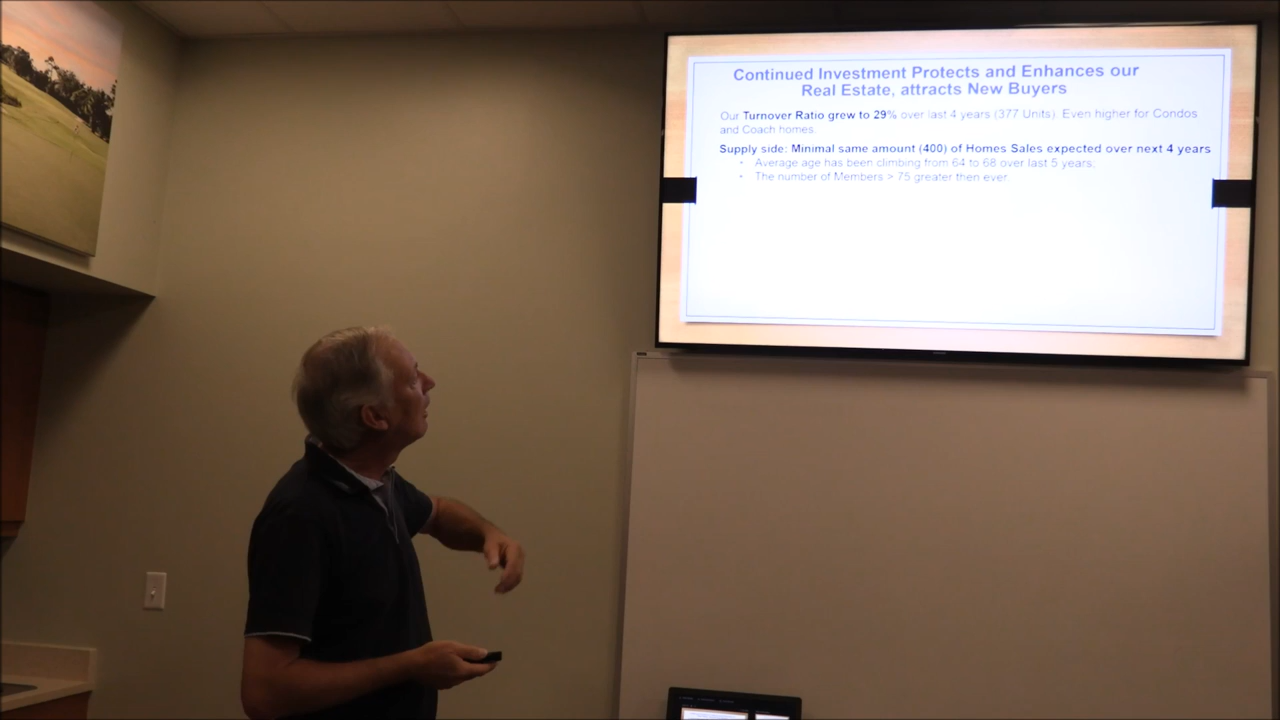 Continued Investment Protects and Enhances our
Real Estate, attracts New Buyers
Our Turnover Ratio grew to 29% over last 4 years (377 Units). Even higher for Condos
and Coach homes.
Supply side: Minimal same amount (400) of Homes Sales expected over next 4 years
• Average age has been climbing from 64 to 68 over last 5 years.
• The number of Members > 75 greater then ever.